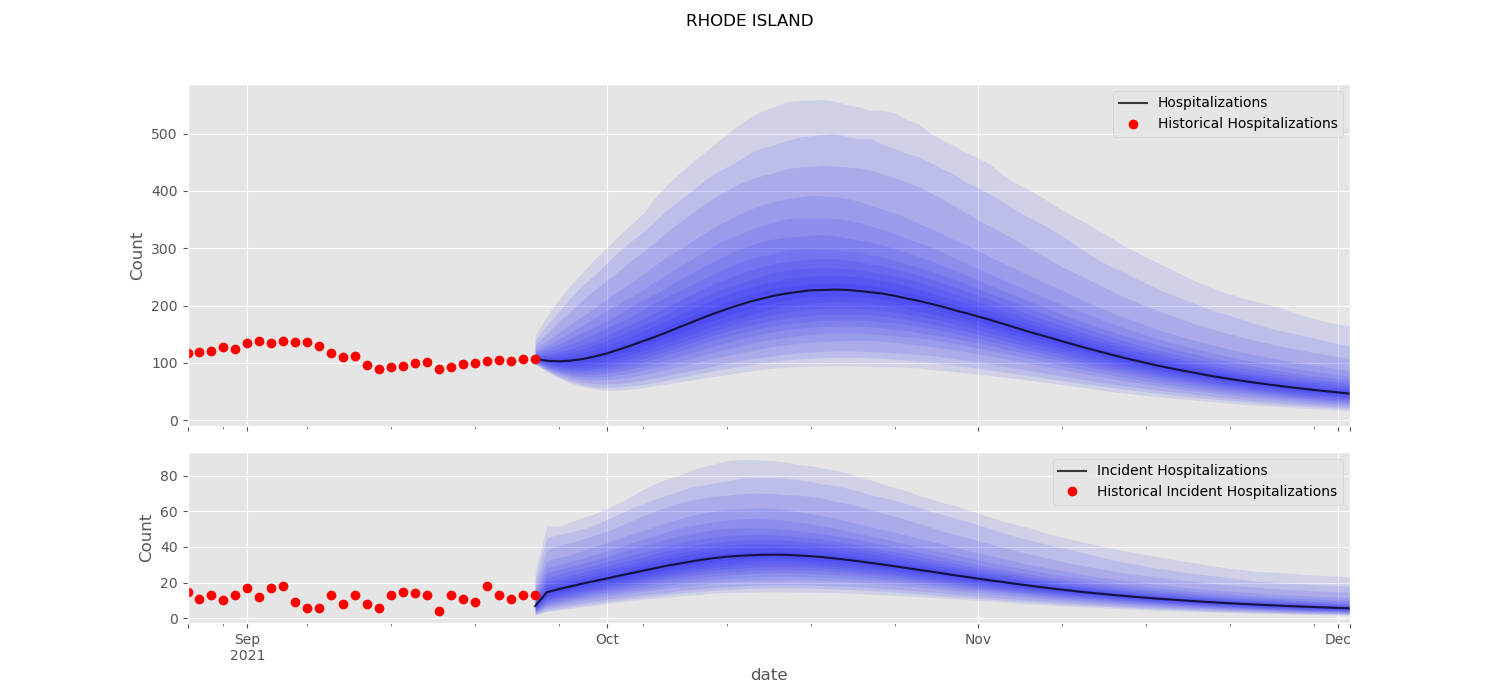 RHODE ISLAND
Hospitalizations
Historical Hospitalizations
Count
500
400
300
200
100
0
Incident Hospitalizations
Historical Incident Hospitalizations
Count
80
60
40
20
0
Sep
2021
Oct
Nov
Dec
date